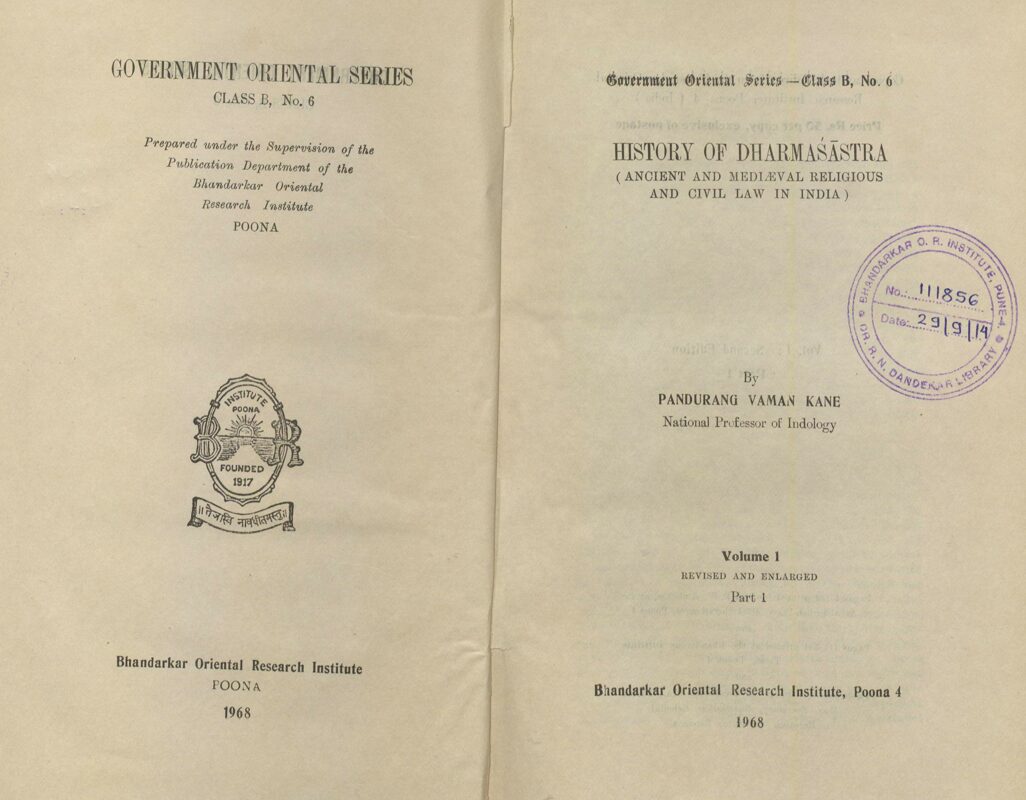 GOVERNMENT ORIENTAL SERIES
CLASS B, No. 6
Prepared under the Supervision of the
Publication Department of the
Bhandarkar Oriental
Research Institute
POONA
INSTITUTE
POONA
B R
FOUNDED
1917
॥ तेजस्वि नावधीतमस्तु ॥
Bhandarkar Oriental Research Institute
POONA
1968
Government Oriental Series — Class B, No. 6
HISTORY OF DHARMAŚĀSTRA
( ANCIENT AND MEDIÆVAL RELIGIOUS
AND CIVIL LAW IN INDIA )
BHANDARKAR O. R. INSTITUTE, PUNE-4.
No.: 111856
Date: 29/9/14
DR. R. N. DANDEKAR LIBRARY
By
PANDURANG VAMAN KANE
National Professor of Indology
Volume 1
REVISED AND ENLARGED
Part 1
Bhandarkar Oriental Research Institute, Poona 4
1968